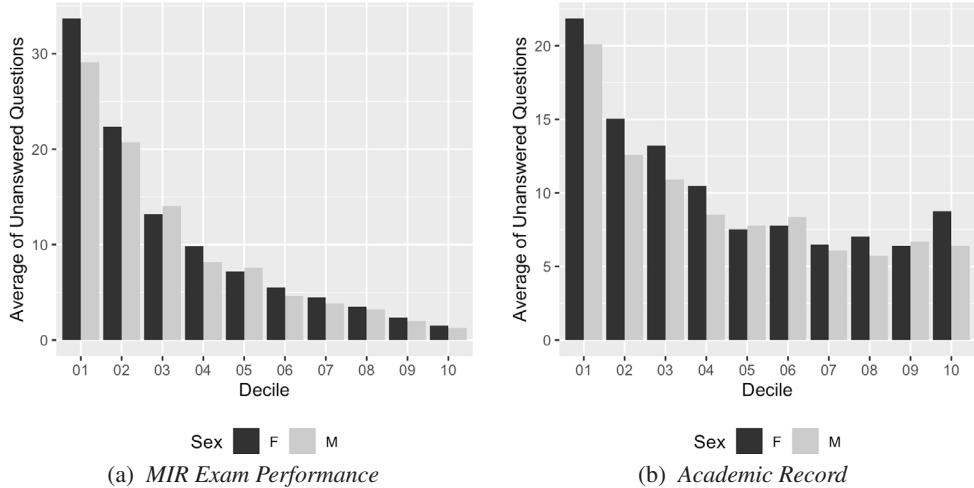 Average of Unanswered Questions
30
20
10
0
01 02 03 04 05 06 07 08 09 10
Decile
Sex F M
(a) MIR Exam Performance
Average of Unanswered Questions
20
15
10
5
0
01 02 03 04 05 06 07 08 09 10
Decile
Sex F M
(b) Academic Record